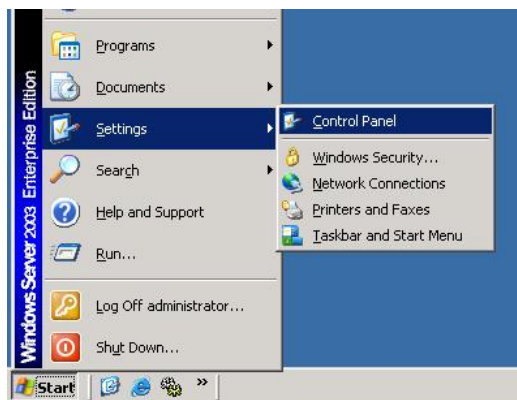 Programs
Documents
Settings
Search
Help and Support
Run...
Log Off administrator...
Shut Down...
Control Panel
Windows Security...
Network Connections
Printers and Faxes
Taskbar and Start Menu
Windows Server 2003 Enterprise Edition
Start
»